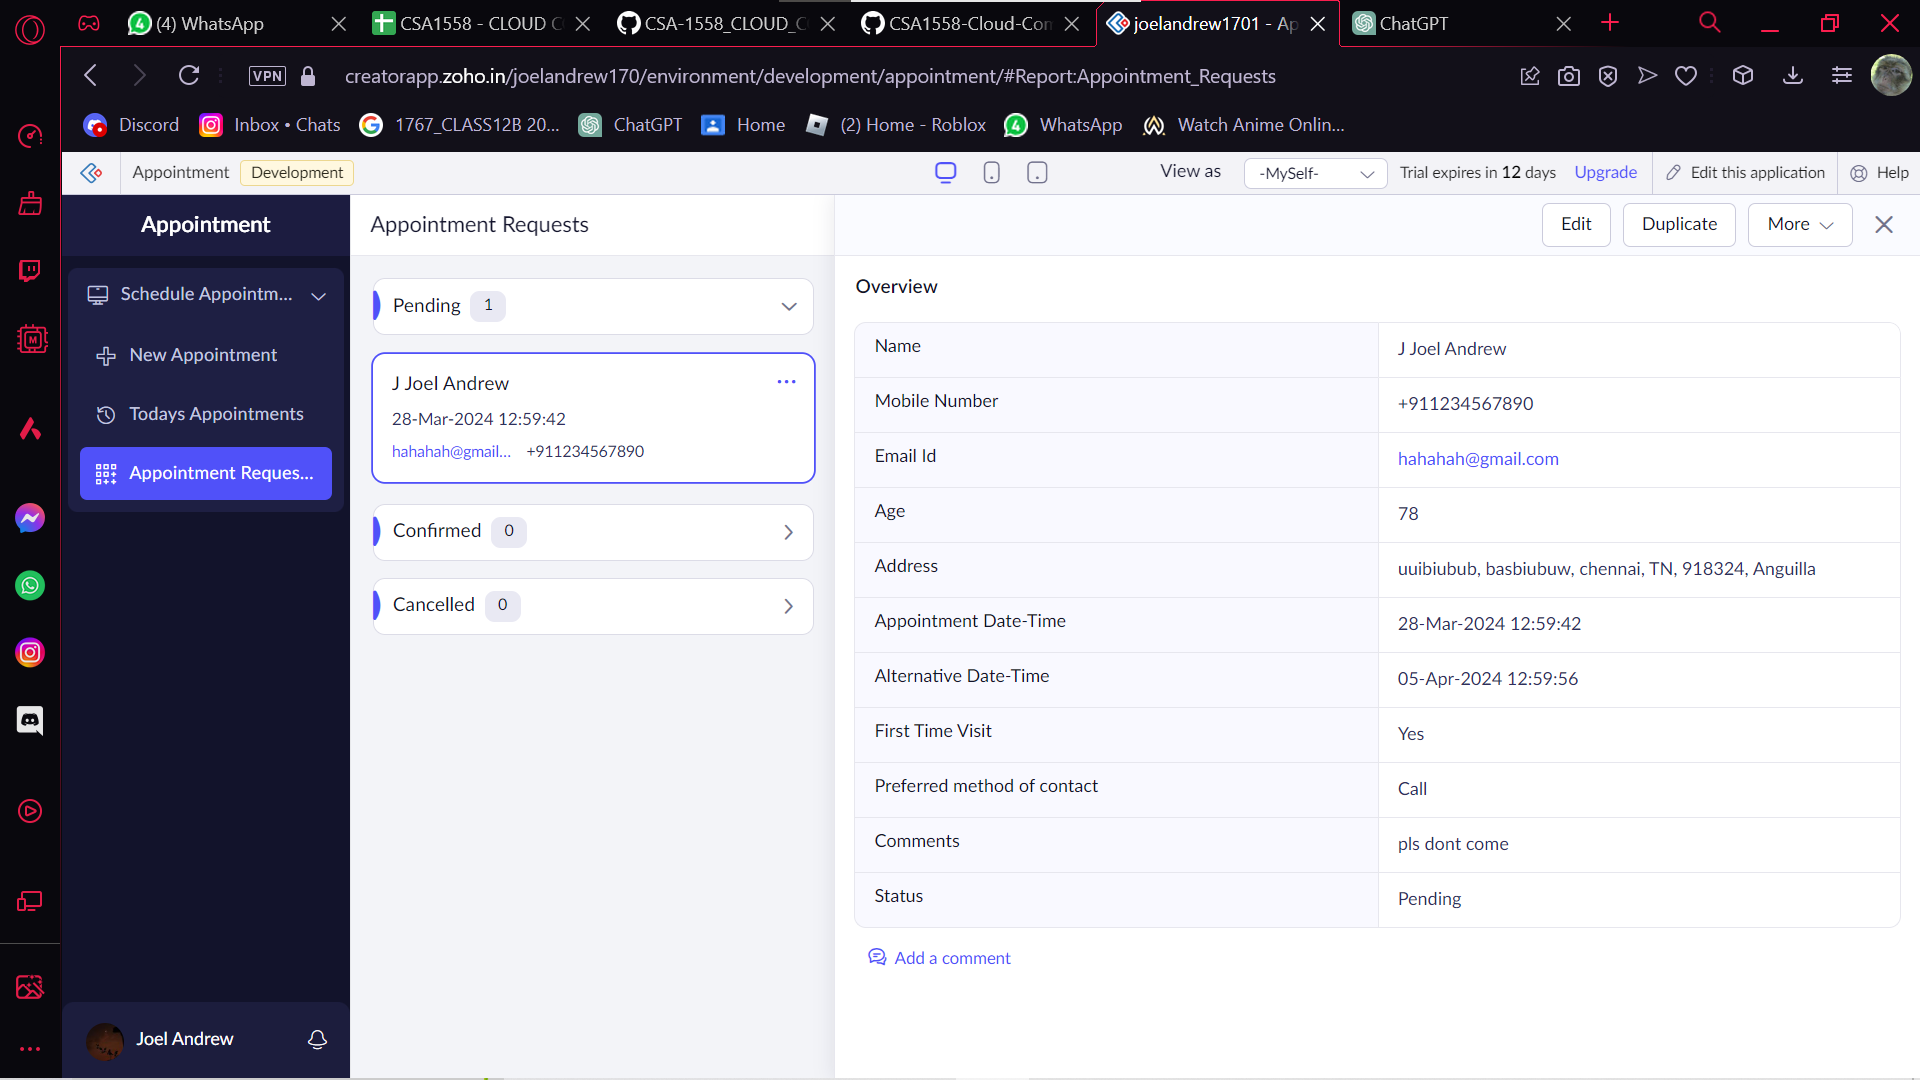 (4) WhatsApp
CSA1558 - CLOUD C
CSA-1558_CLOUD_C
CSA1558-Cloud-Con
joelandrew1701 - Ap
ChatGPT
VPN
creatorapp.zoho.in/joelandrew170/environment/development/appointment/#Report:Appointment_Requests
Discord
Inbox • Chats
1767_CLASS12B 20...
ChatGPT
Home
(2) Home - Roblox
WhatsApp
Watch Anime Onlin...
Appointment
Development
View as
-MySelf-
Trial expires in 12 days
Upgrade
Edit this application
Help
Appointment
Schedule Appointm...
New Appointment
Todays Appointments
Appointment Reques...
Joel Andrew
Appointment Requests
Pending 1
J Joel Andrew
28-Mar-2024 12:59:42
hahahah@gmail... +911234567890
Confirmed 0
Cancelled 0
Edit
Duplicate
More
Overview
Name J Joel Andrew
Mobile Number +911234567890
Email Id hahahah@gmail.com
Age 78
Address uuibiubub, basbiubuw, chennai, TN, 918324, Anguilla
Appointment Date-Time 28-Mar-2024 12:59:42
Alternative Date-Time 05-Apr-2024 12:59:56
First Time Visit Yes
Preferred method of contact Call
Comments pls dont come
Status Pending
Add a comment